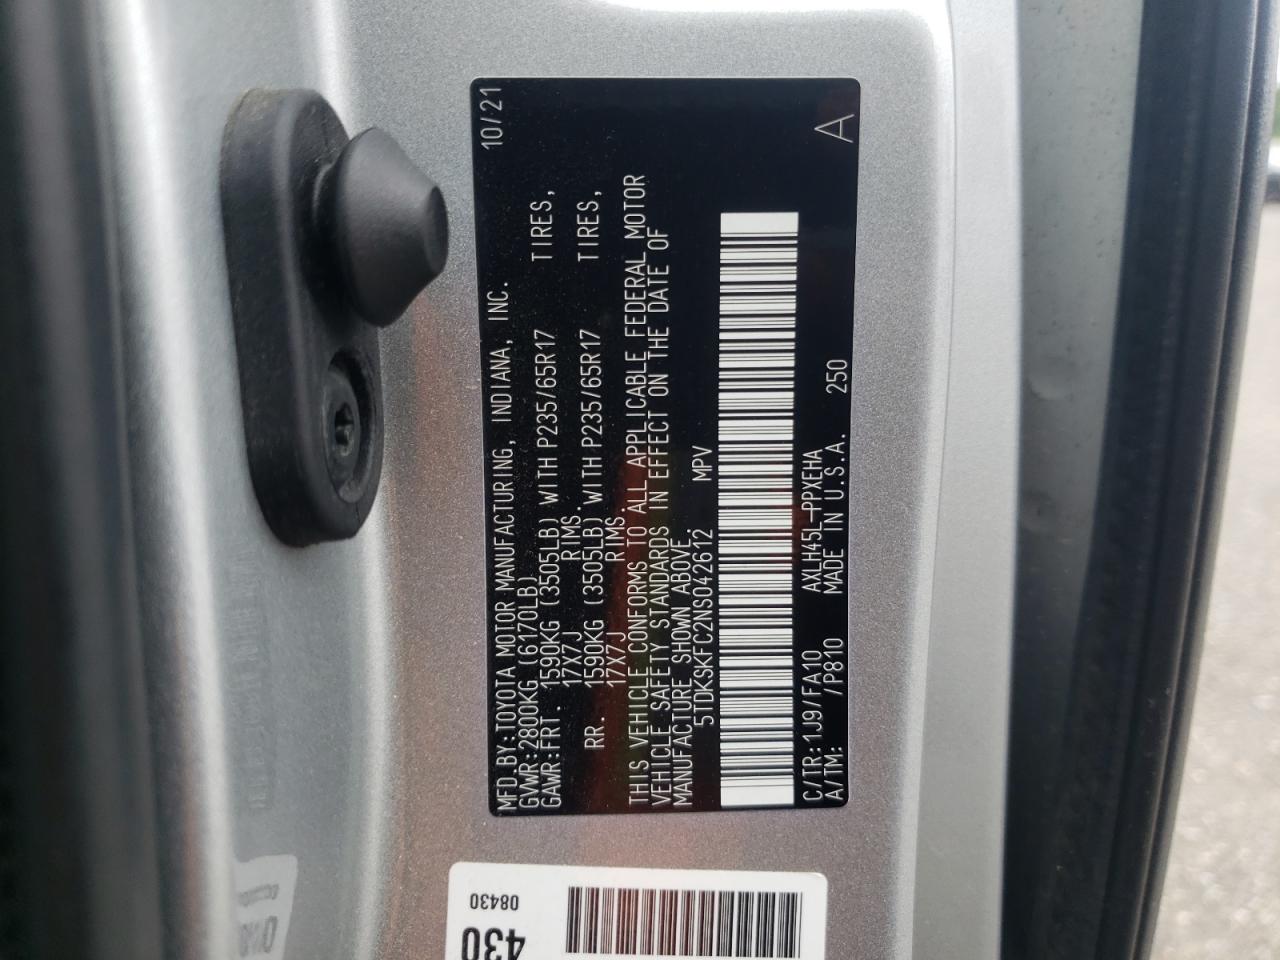 MFD.BY:TOYOTA MOTOR MANUFACTURING, INDIANA, INC. 10/21
GVWR:2800KG (6170LB)
GAWR:FRT. 1590KG (3505LB) WITH P235/65R17 TIRES,
17X7J RIMS.
RR. 1590KG (3505LB) WITH P235/65R17 TIRES,
17X7J RIMS.
THIS VEHICLE CONFORMS TO ALL APPLICABLE FEDERAL MOTOR
VEHICLE SAFETY STANDARDS IN EFFECT ON THE DATE OF
MANUFACTURE SHOWN ABOVE.
5TDKSKFC2NS042612 MPV
C/TR:1J9/FA10 AXLH45L-PPXEHA
A/TM: /P810 MADE IN U.S.A. 250 A
08430
430